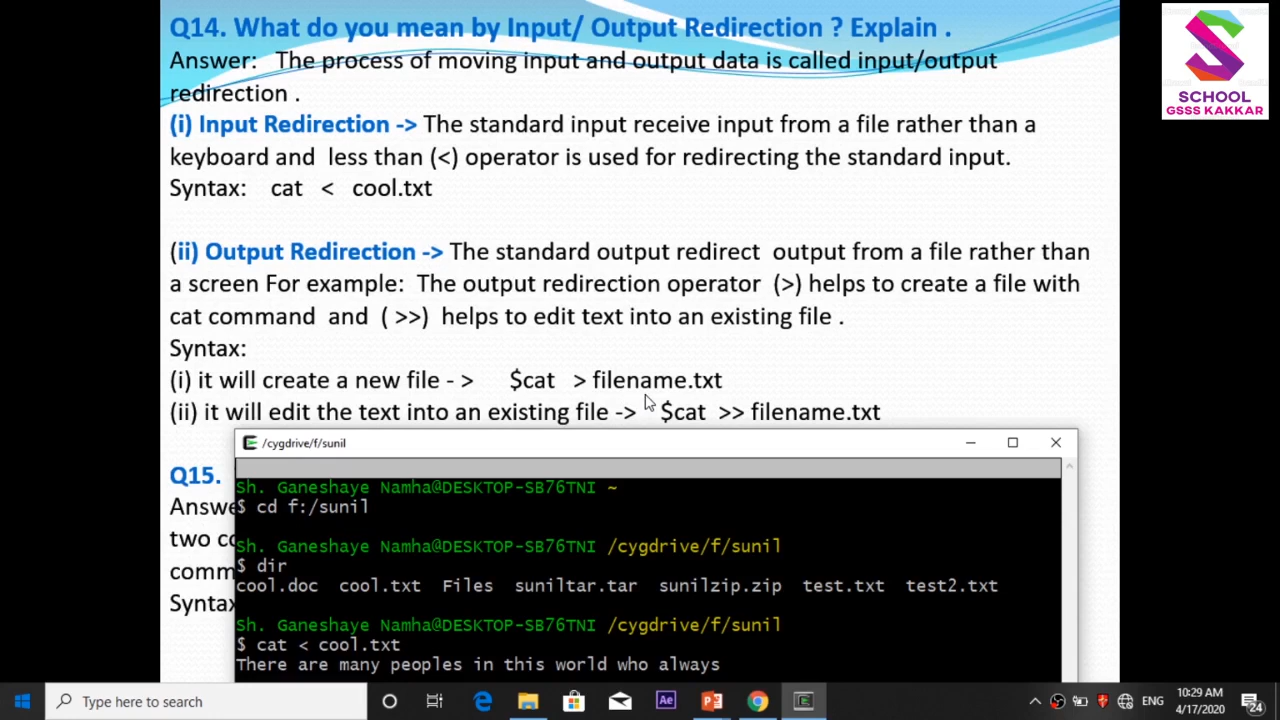 Q14. What do you mean by Input/ Output Redirection ? Explain .
Answer: The process of moving input and output data is called input/output
redirection .
(i) Input Redirection -> The standard input receive input from a file rather than a
keyboard and less than (<) operator is used for redirecting the standard input.
Syntax: cat < cool.txt
(ii) Output Redirection -> The standard output redirect output from a file rather than
a screen For example: The output redirection operator (>) helps to create a file with
cat command and ( >>) helps to edit text into an existing file .
Syntax:
(i) it will create a new file - > $cat > filename.txt
(ii) it will edit the text into an existing file -> $cat >> filename.txt
SCHOOL
GSSS KAKKAR
Q15.
Answe
two co
comm
Syntax
/cygdrive/f/sunil
Sh. Ganeshaye Namha@DESKTOP-SB76TNI ~
$ cd f:/sunil
Sh. Ganeshaye Namha@DESKTOP-SB76TNI /cygdrive/f/sunil
$ dir
cool.doc cool.txt Files suniltar.tar sunilzip.zip test.txt test2.txt
Sh. Ganeshaye Namha@DESKTOP-SB76TNI /cygdrive/f/sunil
$ cat < cool.txt
There are many peoples in this world who always
Type here to search
Ae
ENG
10:29 AM
4/17/2020
24